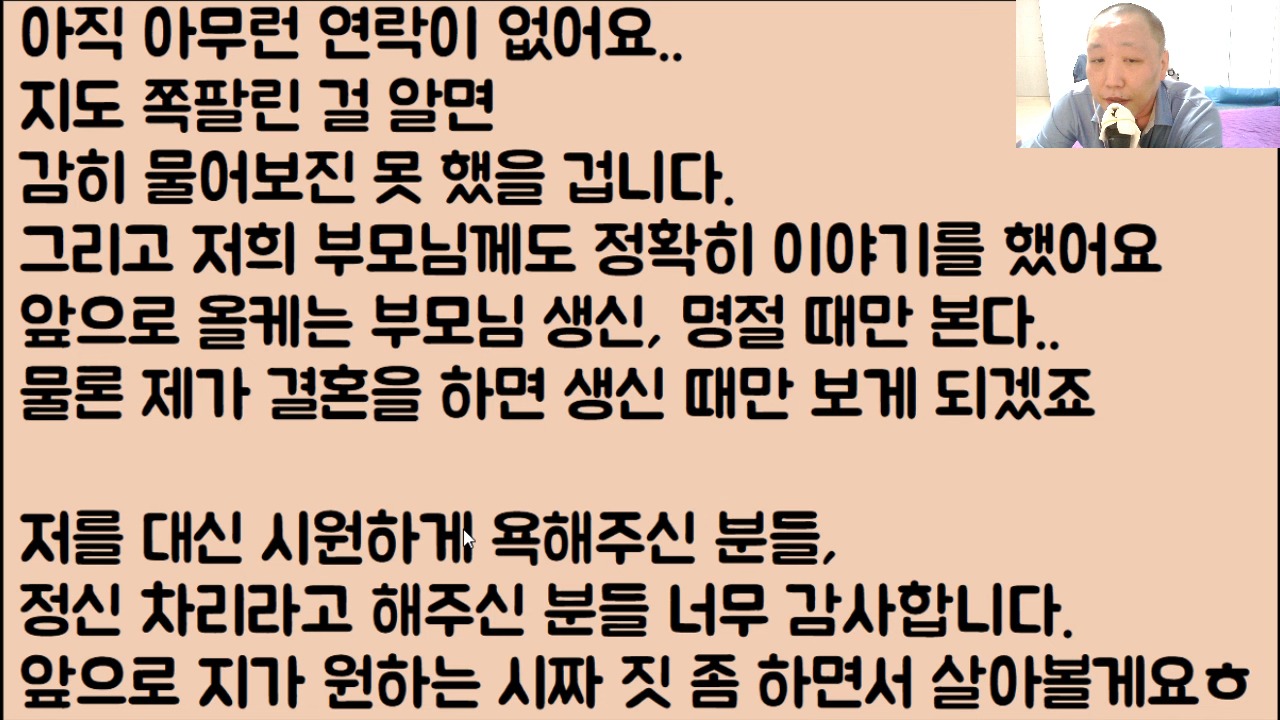 아직 아무런 연락이 없어요..
지도 쪽팔린 걸 알면
감히 물어보진 못 했을 겁니다.
그리고 저희 부모님께도 정확히 이야기를 했어요
앞으로 올케는 부모님 생신, 명절 때만 본다..
물론 제가 결혼을 하면 생신 때만 보게 되겠죠
저를 대신 시원하게 욕해주신 분들,
정신 차리라고 해주신 분들 너무 감사합니다.
앞으로 지가 원하는 시짜 짓 좀 하면서 살아볼게요ㅎ